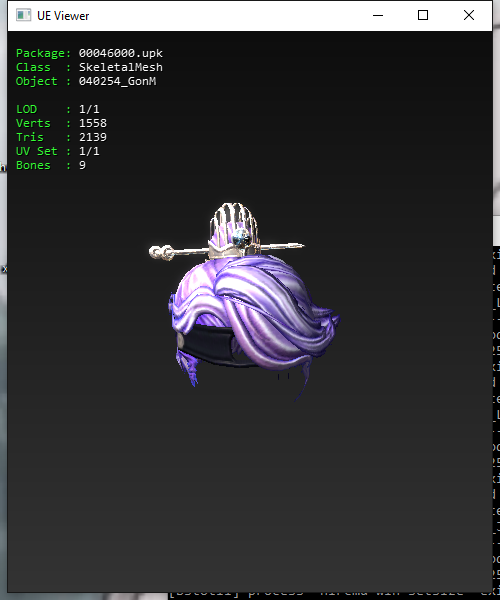 UE Viewer
Package: 00046000.upk
Class : SkeletalMesh
Object : 040254_GonM
LOD : 1/1
Verts : 1558
Tris : 2139
UV Set : 1/1
Bones : 9